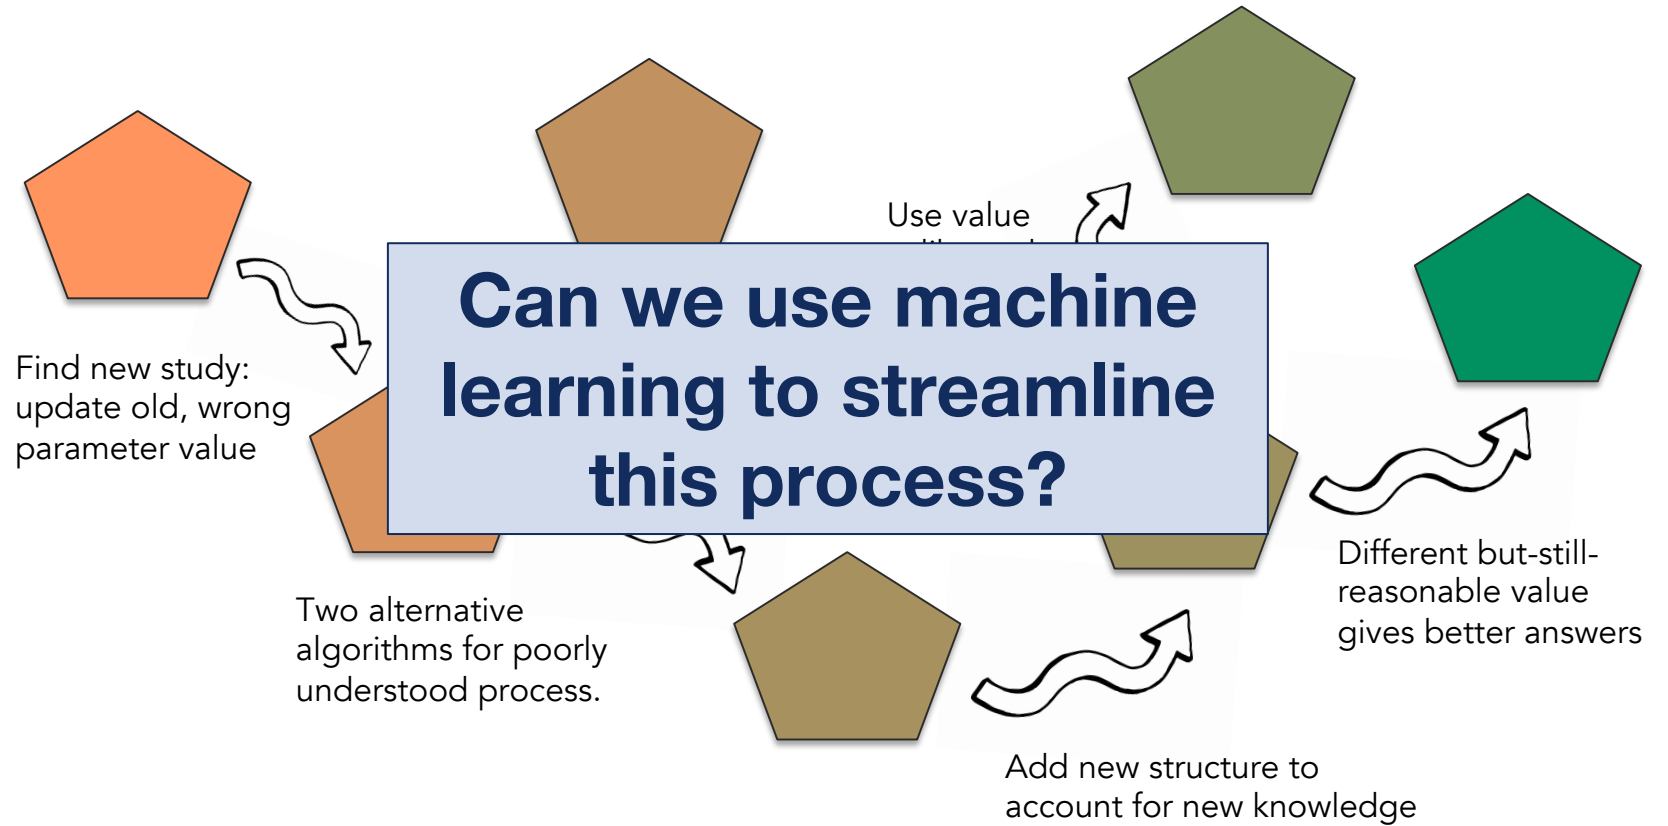 Use value
Can we use machine
learning to streamline
this process?
Find new study:
update old, wrong
parameter value
Two alternative
algorithms for poorly
understood process.
Different but-still-
reasonable value
gives better answers
Add new structure to
account for new knowledge